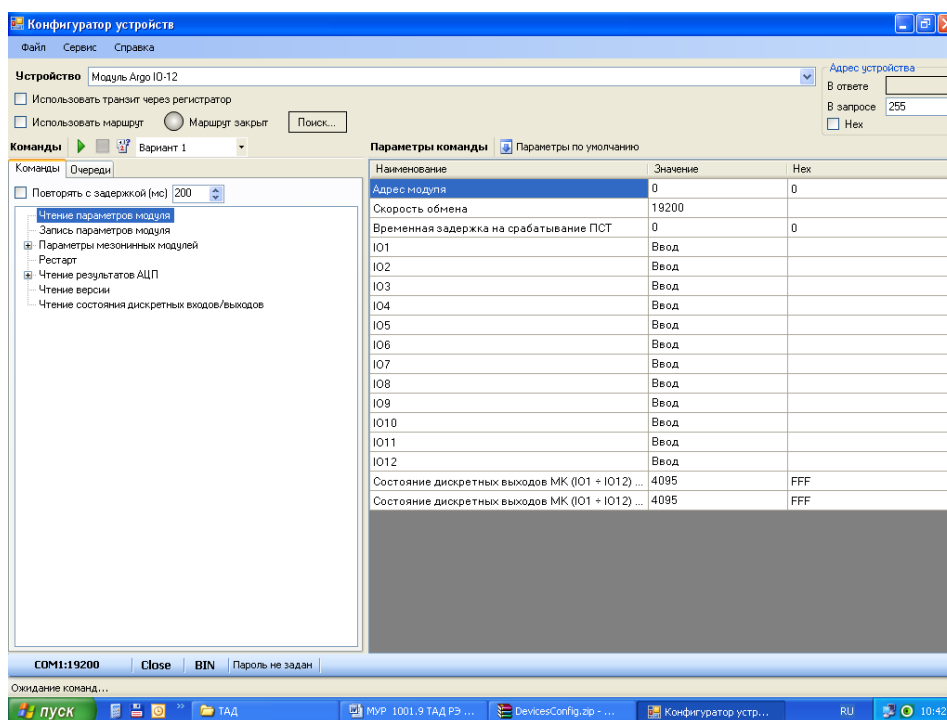 Конфигуратор устройств
Файл Сервис Справка
Устройство Модуль Argo IO-12
Адрес устройства
В ответе
Использовать транзит через регистратор
В запросе 255
Использовать маршрут Маршрут закрыт Поиск...
Hex
Команды Вариант 1
Параметры команды Параметры по умолчанию
Команды Очереди
Повторять с задержкой (мс) 200
Чтение параметров модуля
Запись параметров модуля
Параметры мезонинных модулей
Рестарт
Чтение результатов АЦП
Чтение версии
Чтение состояния дискретных входов/выходов
Наименование Значение Hex
Адрес модуля 0 0
Скорость обмена 19200
Временная задержка на срабатывание ПСТ 0 0
IO1 Ввод
IO2 Ввод
IO3 Ввод
IO4 Ввод
IO5 Ввод
IO6 Ввод
IO7 Ввод
IO8 Ввод
IO9 Ввод
IO10 Ввод
IO11 Ввод
IO12 Ввод
Состояние дискретных выходов МК (IO1 ÷ IO12) ... 4095 FFF
Состояние дискретных выходов МК (IO1 ÷ IO12) ... 4095 FFF
COM1:19200 Close BIN Пароль не задан
Ожидание команд...
пуск » ТАД МУР 1001.9 ТАД РЭ ... DevicesConfig.zip - ... Конфигуратор устр... RU 10:42